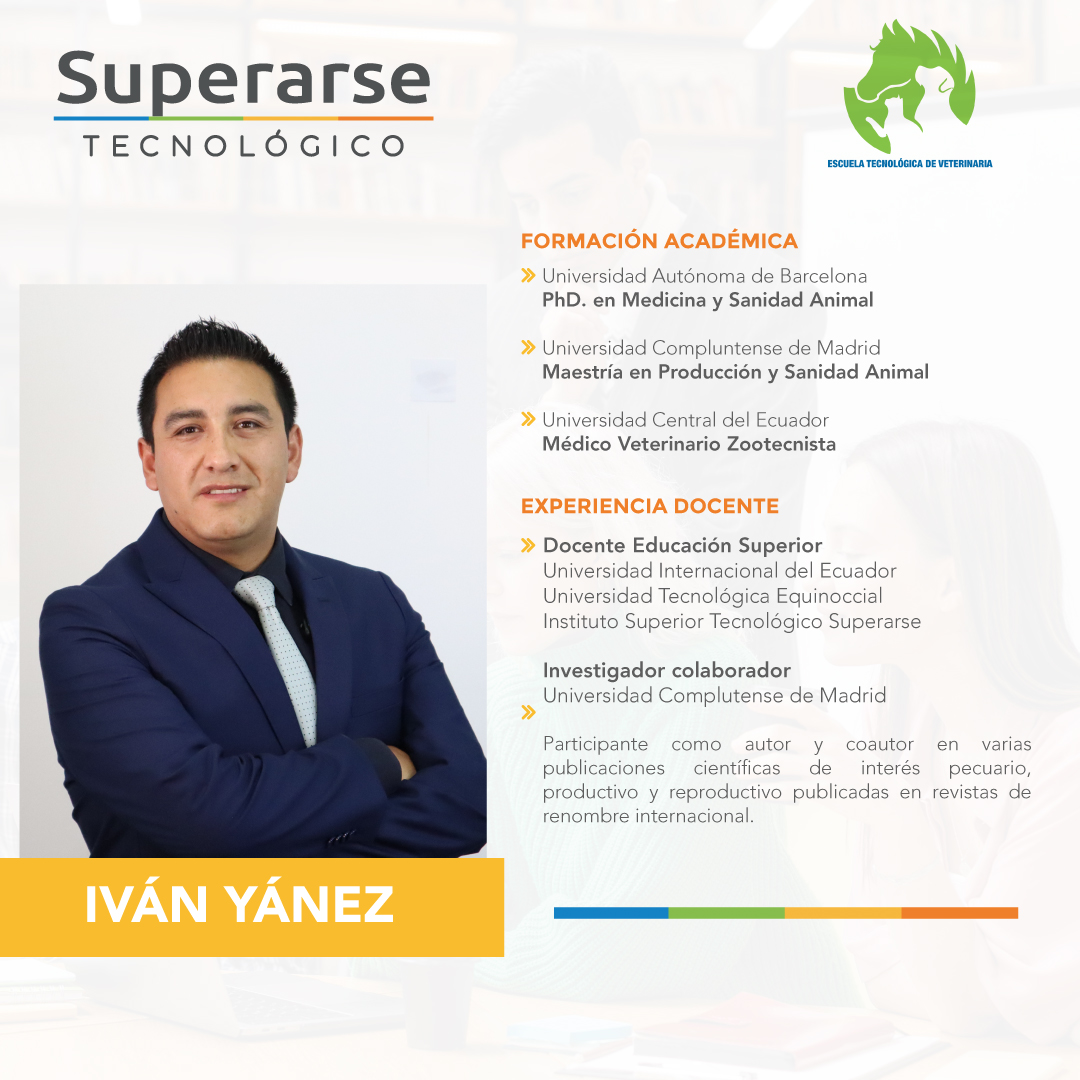 Superarse
TECNOLÓGICO
ESCUELA TECNOLÓGICA DE VETERINARIA
FORMACIÓN ACADÉMICA
Universidad Autónoma de Barcelona
PhD. en Medicina y Sanidad Animal
Universidad Compluntense de Madrid
Maestría en Producción y Sanidad Animal
Universidad Central del Ecuador
Médico Veterinario Zootecnista
EXPERIENCIA DOCENTE
Docente Educación Superior
Universidad Internacional del Ecuador
Universidad Tecnológica Equinoccial
Instituto Superior Tecnológico Superarse
Investigador colaborador
Universidad Complutense de Madrid
Participante como autor y coautor en varias
publicaciones científicas de interés pecuario,
productivo y reproductivo publicadas en revistas de
renombre internacional.
IVÁN YÁNEZ